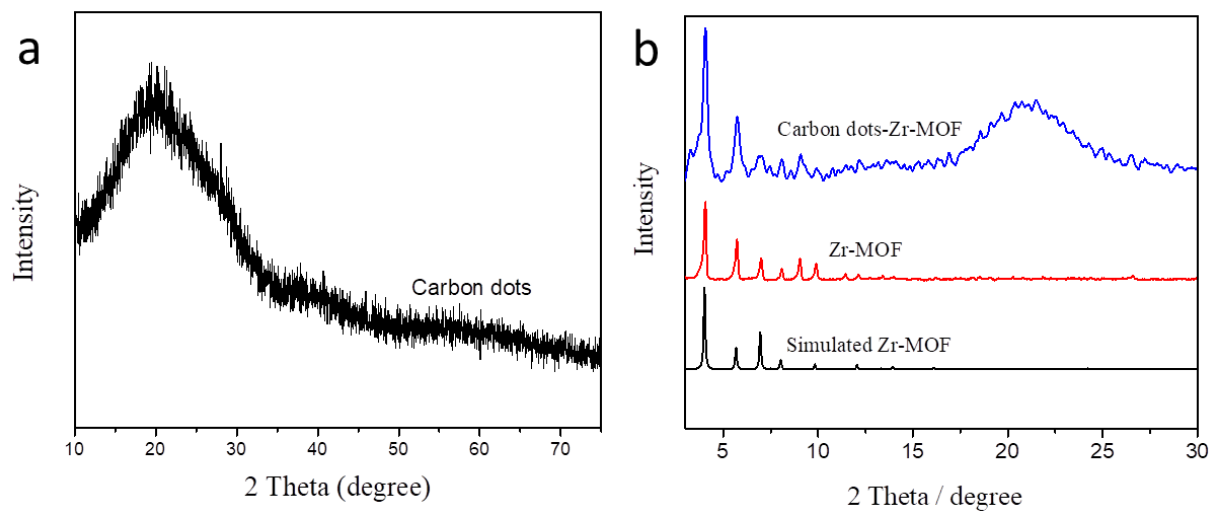 a
Intensity
Carbon dots
10 20 30 40 50 60 70
2 Theta (degree)
b
Intensity
Carbon dots-Zr-MOF
Zr-MOF
Simulated Zr-MOF
5 10 15 20 25 30
2 Theta / degree